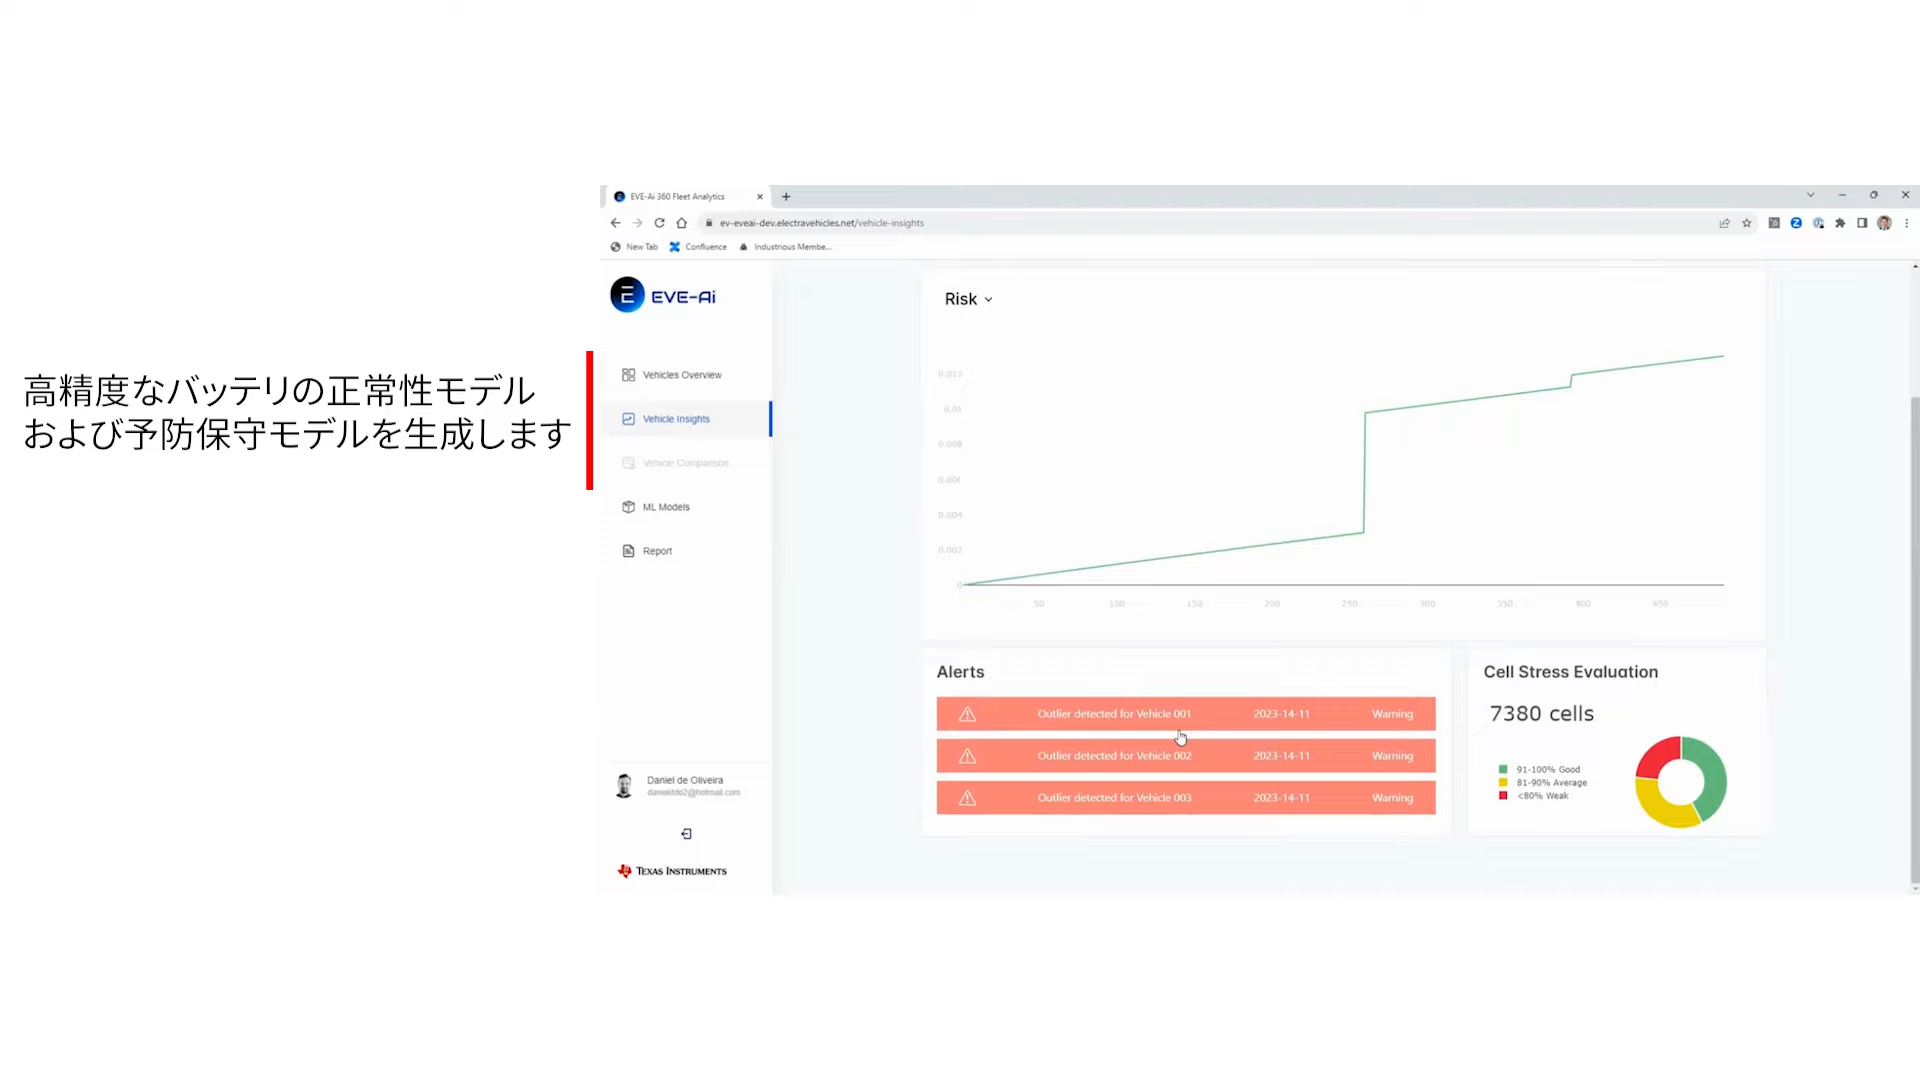 高精度なバッテリの正常性モデル
および予防保守モデルを生成します
EVE-Ai 360 Fleet Analytics
ev-eveai-dev.electravehicles.net/vehicle-insights
New Tab
Confluence
Industrious Membe...
EVE-Ai
Vehicles Overview
Vehicle Insights
Vehicle Comparison
ML Models
Report
Daniel de Oliveira
danielddo2@hotmail.com
TEXAS INSTRUMENTS
Risk
0.012
0.01
0.008
0.006
0.004
0.002
0
50 100 150 200 250 300 350 400 450
Alerts
Outlier detected for Vehicle 001 2023-14-11 Warning
Outlier detected for Vehicle 002 2023-14-11 Warning
Outlier detected for Vehicle 003 2023-14-11 Warning
Cell Stress Evaluation
7380 cells
91-100% Good
81-90% Average
<80% Weak